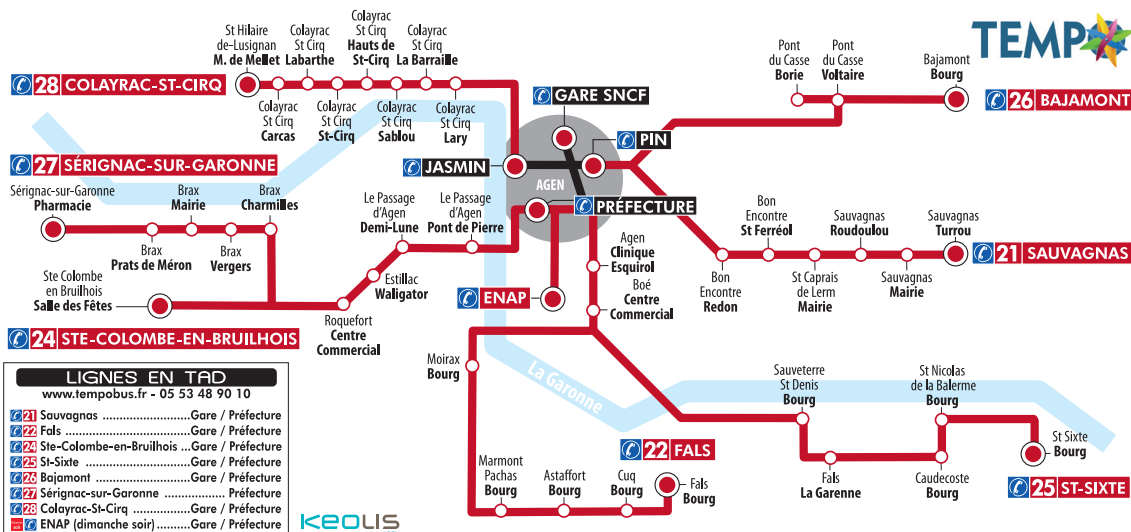 TEMPO
St Hilaire
de-Lusignan
M. de Mellet
Colayrac
St Cirq
Labarthe
Colayrac
St Cirq
Hauts de
St-Cirq
Colayrac
St Cirq
La Barraille
28 COLAYRAC-ST-CIRQ
Colayrac
St Cirq
Carcas
Colayrac
St Cirq
St-Cirq
Colayrac
St Cirq
Sablou
Colayrac
St Cirq
Lary
GARE SNCF
PIN
JASMIN
AGEN
PRÉFECTURE
Pont
du Casse
Borie
Pont
du Casse
Voltaire
Bajamont
Bourg
26 BAJAMONT
27 SÉRIGNAC-SUR-GARONNE
Sérignac-sur-Garonne
Pharmacie
Brax
Mairie
Brax
Charmilles
Brax
Prats de Méron
Brax
Vergers
Le Passage
d'Agen
Demi-Lune
Le Passage
d'Agen
Pont de Pierre
Ste Colombe
en Bruilhois
Salle des Fêtes
Estillac
Waligator
Roquefort
Centre
Commercial
24 STE-COLOMBE-EN-BRUILHOIS
Agen
Clinique
Esquirol
Boé
Centre
Commercial
ENAP
Bon
Encontre
St Ferréol
Sauvagnas
Roudoulou
Sauvagnas
Turrou
21 SAUVAGNAS
Bon
Encontre
Redon
St Caprais
de Lerm
Mairie
Sauvagnas
Mairie
Moirax
Bourg
La Garonne
Sauveterre
St Denis
Bourg
St Nicolas
de la Balerme
Bourg
St Sixte
Bourg
Fals
La Garenne
Caudecoste
Bourg
25 ST-SIXTE
22 FALS
Marmont
Pachas
Bourg
Astaffort
Bourg
Cuq
Bourg
Fals
Bourg
LIGNES EN TAD
www.tempobus.fr - 05 53 48 90 10
21 Sauvagnas ............................Gare / Préfecture
22 Fals ........................................Gare / Préfecture
24 Ste-Colombe-en-Bruilhois ...Gare / Préfecture
25 St-Sixte ..................................Gare / Préfecture
26 Bajamont ..............................Gare / Préfecture
27 Sérignac-sur-Garonne ..................... Préfecture
28 Colayrac-St-Cirq .................Gare / Préfecture
ENAP (dimanche soir)..........Gare / Préfecture
KEOLIS